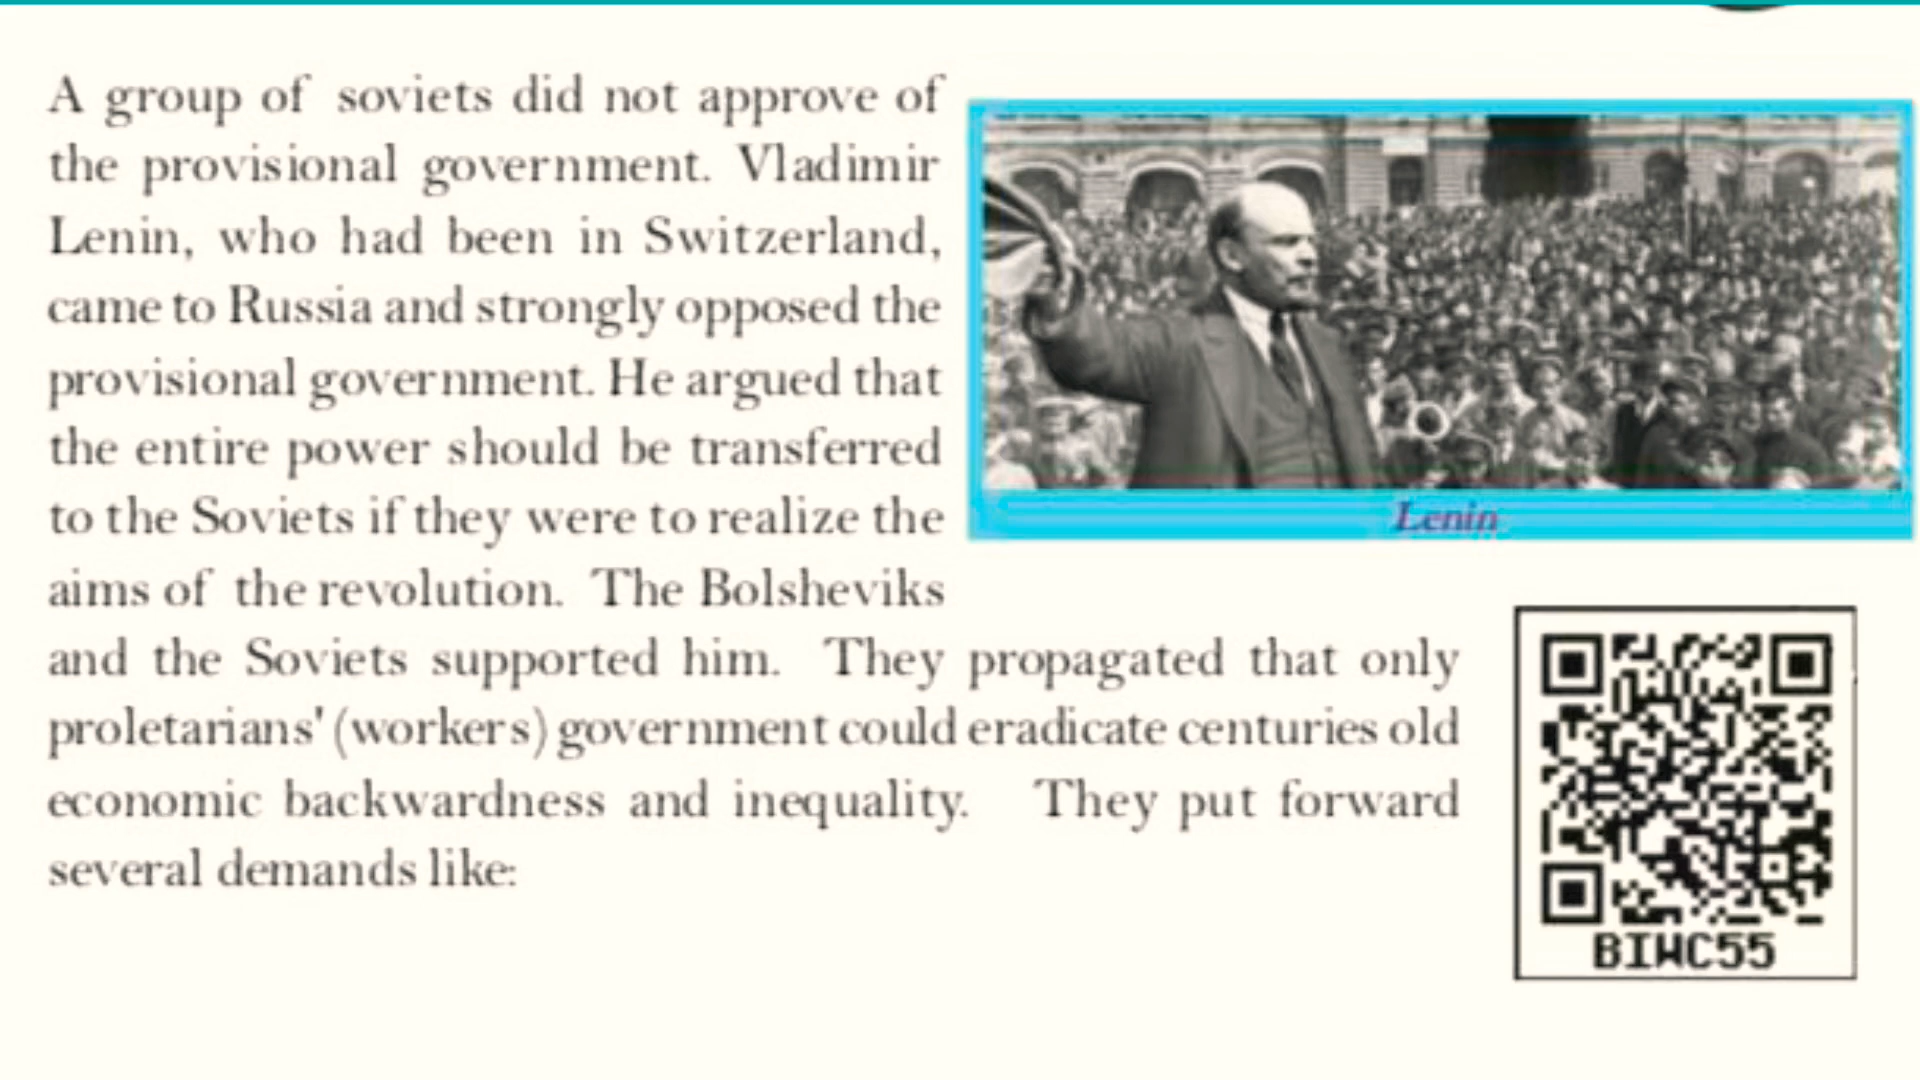 A group of soviets did not approve of
the provisional government. Vladimir
Lenin, who had been in Switzerland,
came to Russia and strongly opposed the
provisional government. He argued that
the entire power should be transferred
to the Soviets if they were to realize the
aims of the revolution. The Bolsheviks
and the Soviets supported him. They propagated that only
proletarians' (workers) government could eradicate centuries old
economic backwardness and inequality. They put forward
several demands like:
Lenin
BIWC55